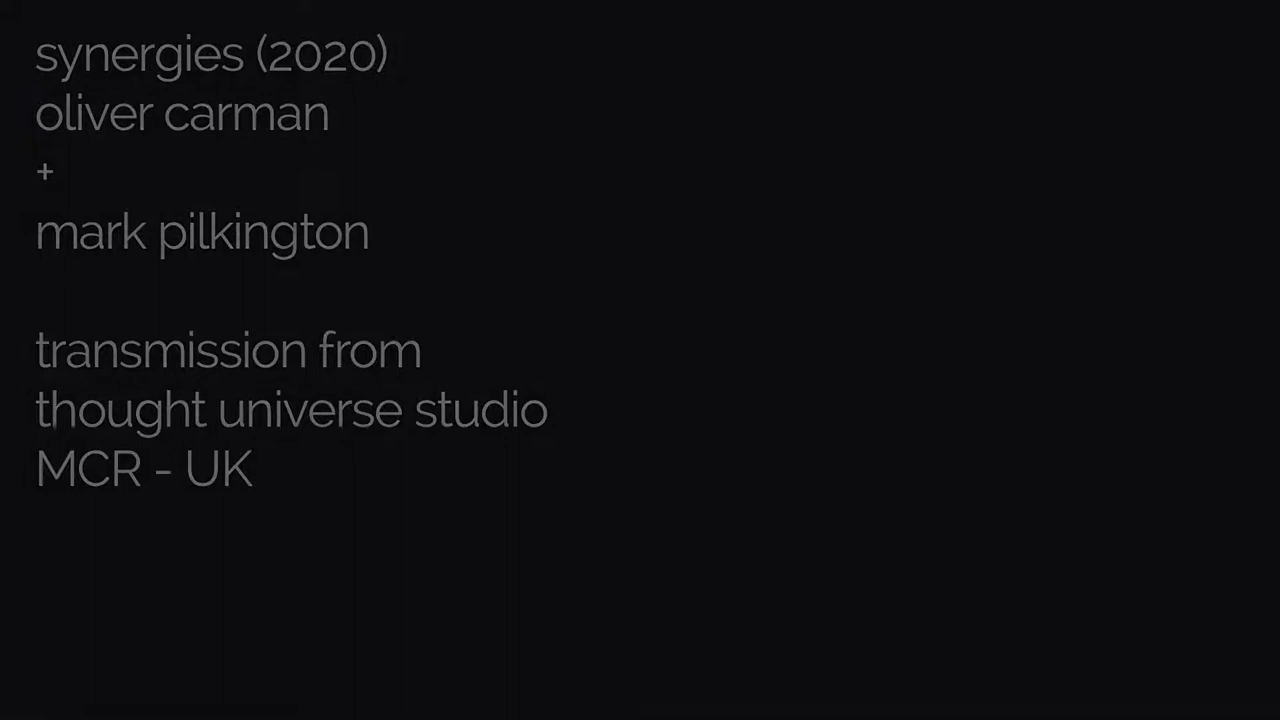 synergies (2020)
oliver carman
+
mark pilkington
transmission from
thought universe studio
MCR - UK